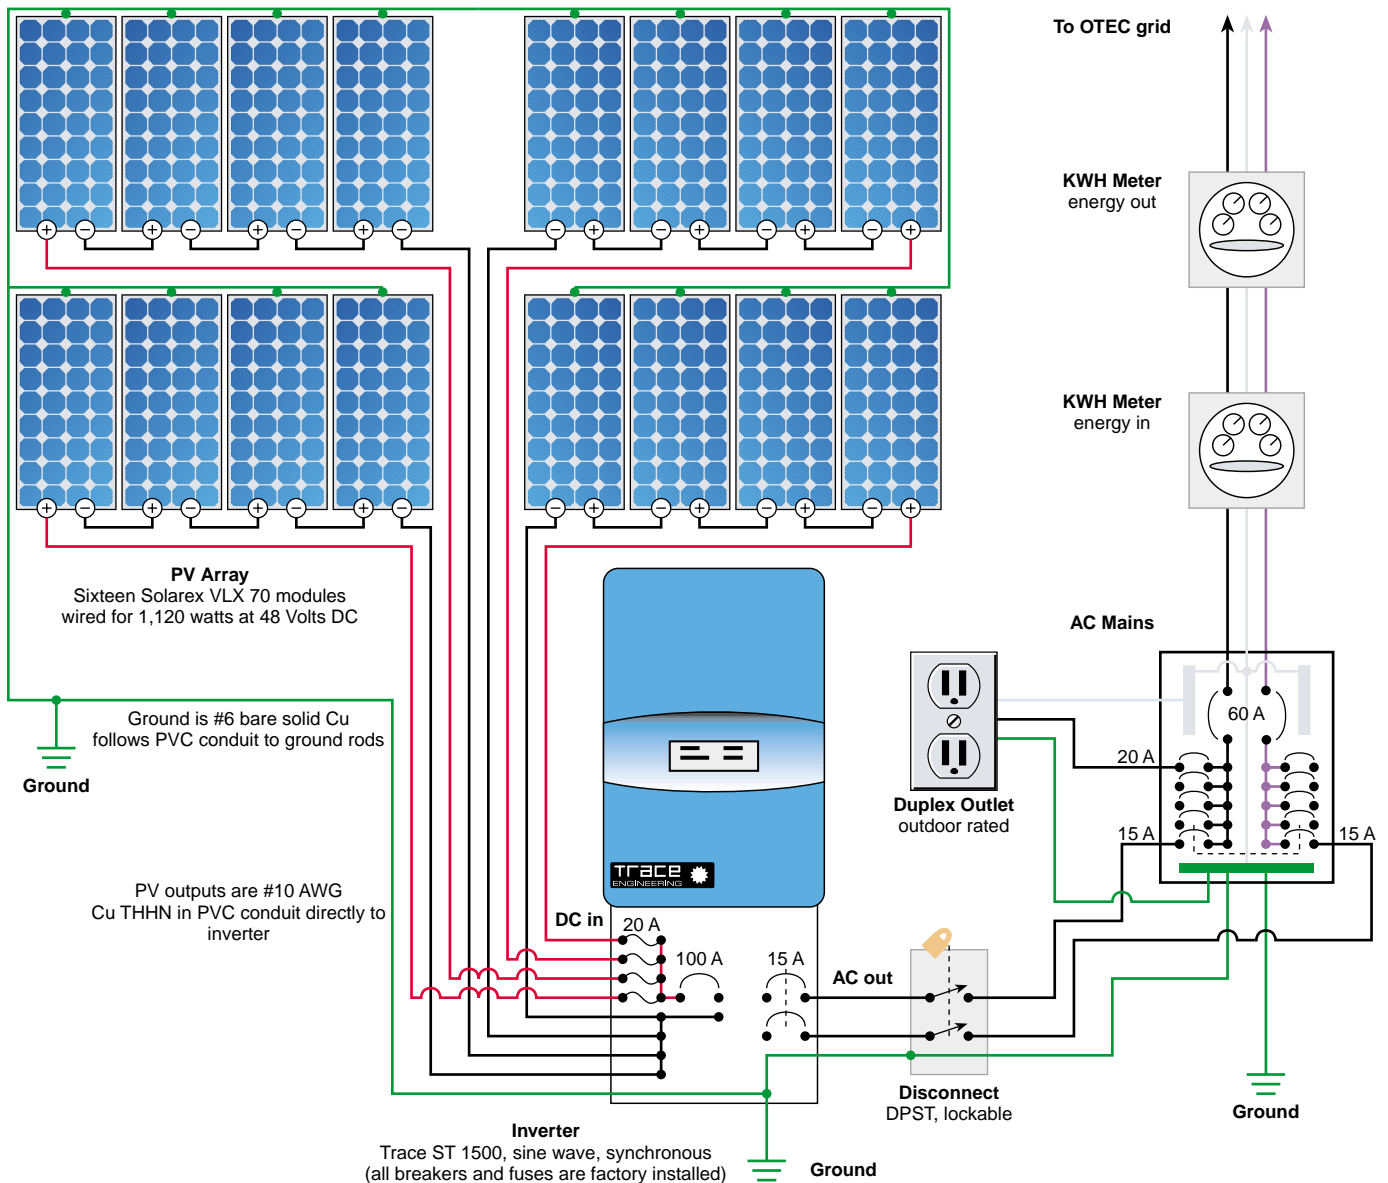 To OTEC grid
KWH Meter
energy out
KWH Meter
energy in
PV Array
Sixteen Solarex VLX 70 modules
wired for 1,120 watts at 48 Volts DC
AC Mains
60 A
Ground is #6 bare solid Cu
follows PVC conduit to ground rods
Ground
20 A
Duplex Outlet
outdoor rated
15 A
15 A
Trace
ENGINEERING
PV outputs are #10 AWG
Cu THHN in PVC conduit directly to
inverter
DC in
20 A
100 A
15 A
AC out
Disconnect
DPST, lockable
Ground
Inverter
Trace ST 1500, sine wave, synchronous
(all breakers and fuses are factory installed)
Ground